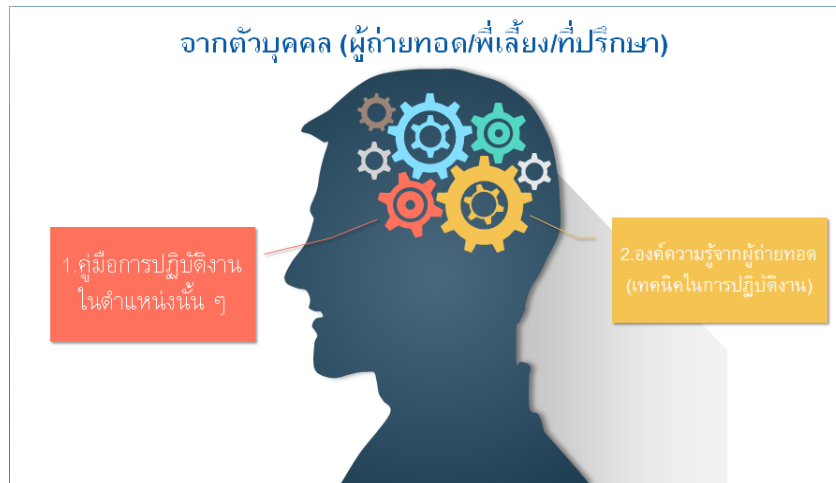 จากตัวบุคคล (ผู้ถ่ายทอด/พี่เลี้ยง/ที่ปรึกษา)
1.คู่มือการปฏิบัติงาน
ในตำแหน่งนั้น ๆ
2.องค์ความรู้จากผู้ถ่ายทอด
(เทคนิคในการปฏิบัติงาน)